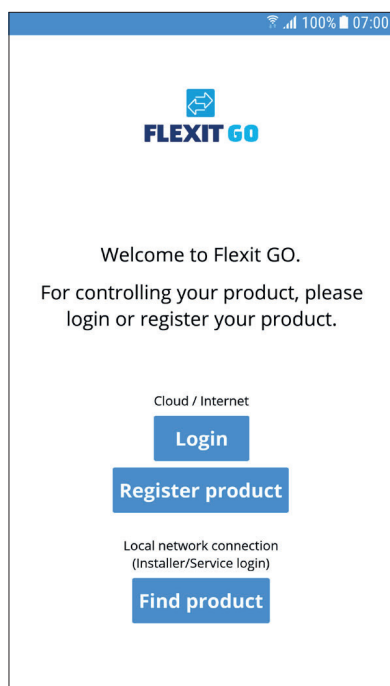 100% 07:00
FLEXIT GO
Welcome to Flexit GO.
For controlling your product, please
login or register your product.
Cloud / Internet
Login
Register product
Local network connection
(Installer/Service login)
Find product